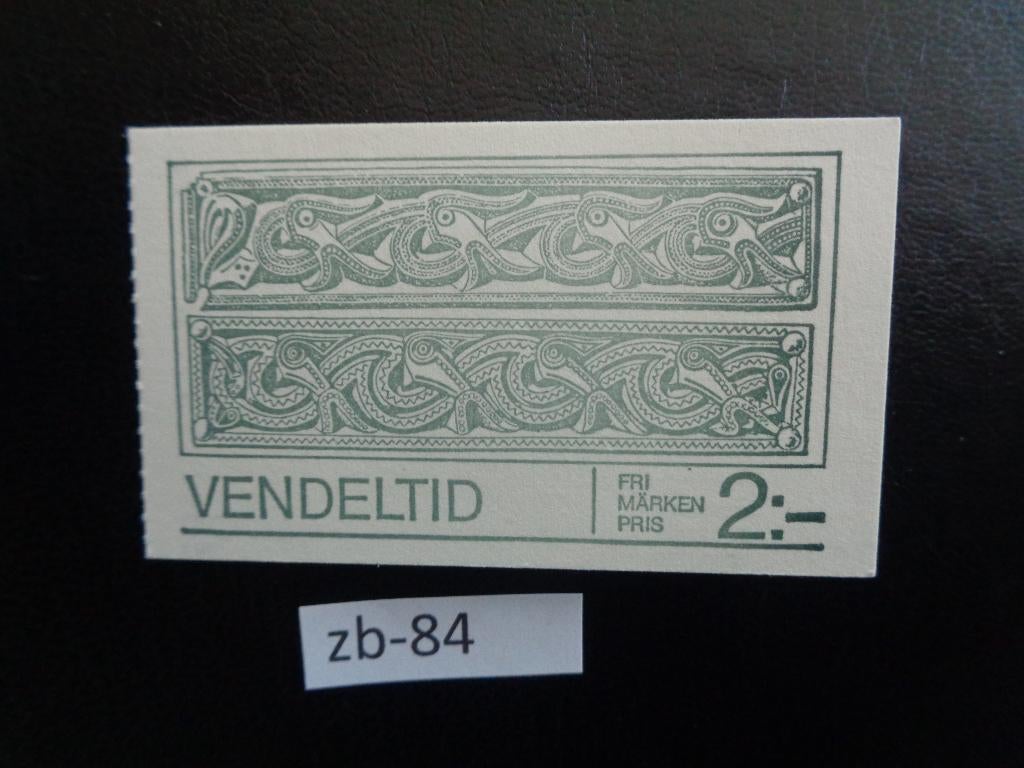 VENDELTID
FRI
MÄRKEN
PRIS
2:-
zb-84